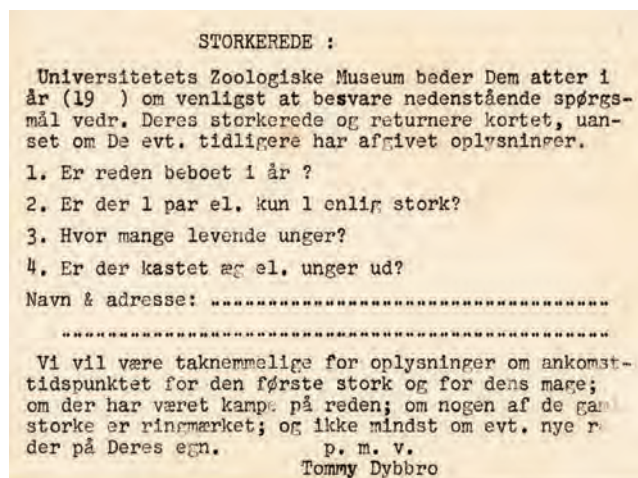 STORKEREDE :
Universitetets Zoologiske Museum beder Dem atter i
år (19 ) om venligst at besvare nedenstående spørgs-
mål vedr. Deres storkerede og returnere kortet, uan-
set om De evt. tidligere har afgivet oplysninger.
1. Er reden beboet i år ?
2. Er der 1 par el. kun 1 enlig stork?
3. Hvor mange levende unger?
4. Er der kastet æg el. unger ud?
Navn & adresse: ......................................
......................................................
Vi vil være taknemmelige for oplysninger om ankomst-
tidspunktet for den første stork og for dens mage;
om der har været kampe på reden; om nogen af de
storke er ringmærket; og ikke mindst om evt. nye
der på Deres egn. p. m. v.
Tommy Dybbro